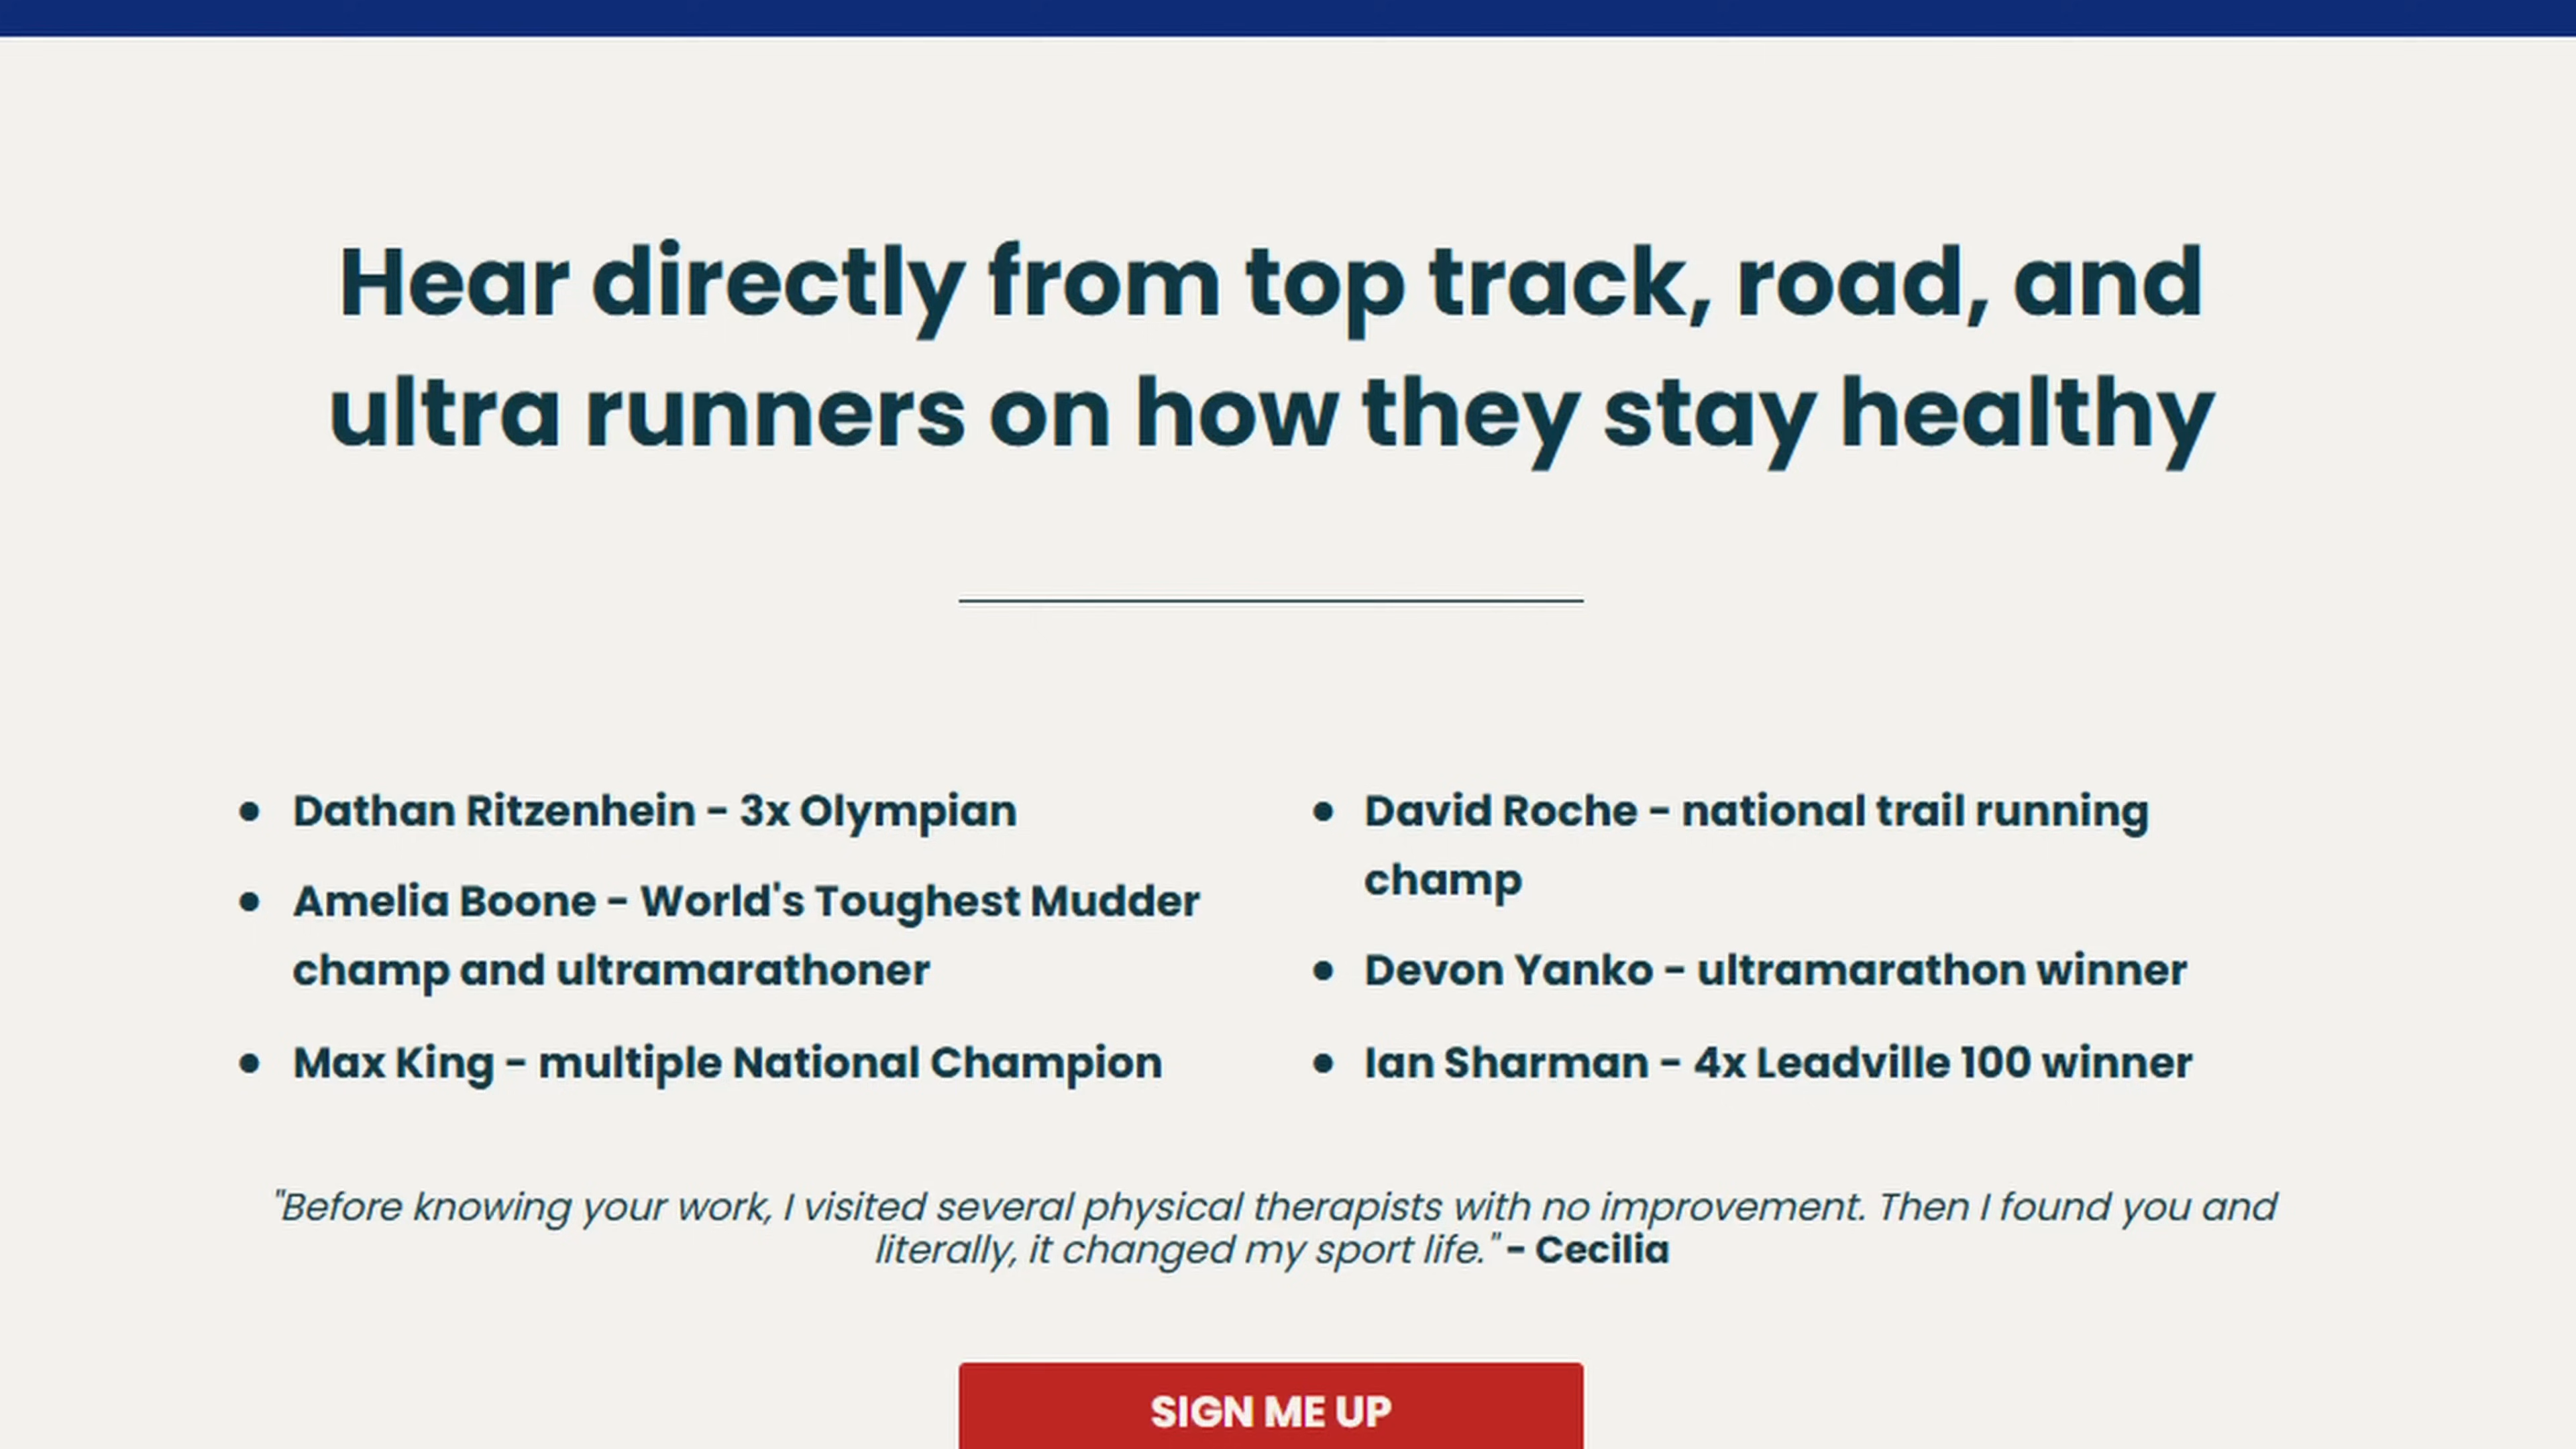 Hear directly from top track, road, and
ultra runners on how they stay healthy
• Dathan Ritzenhein - 3x Olympian
• Amelia Boone - World's Toughest Mudder
champ and ultramarathoner
• Max King - multiple National Champion
• David Roche - national trail running
champ
• Devon Yanko - ultramarathon winner
• Ian Sharman - 4x Leadville 100 winner
"Before knowing your work, I visited several physical therapists with no improvement. Then I found you and
literally, it changed my sport life." - Cecilia
SIGN ME UP